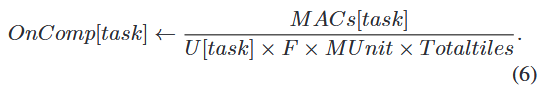 OnComp[task] ← MACs[task] / U[task] × F × MUnit × Totaltiles.
(6)